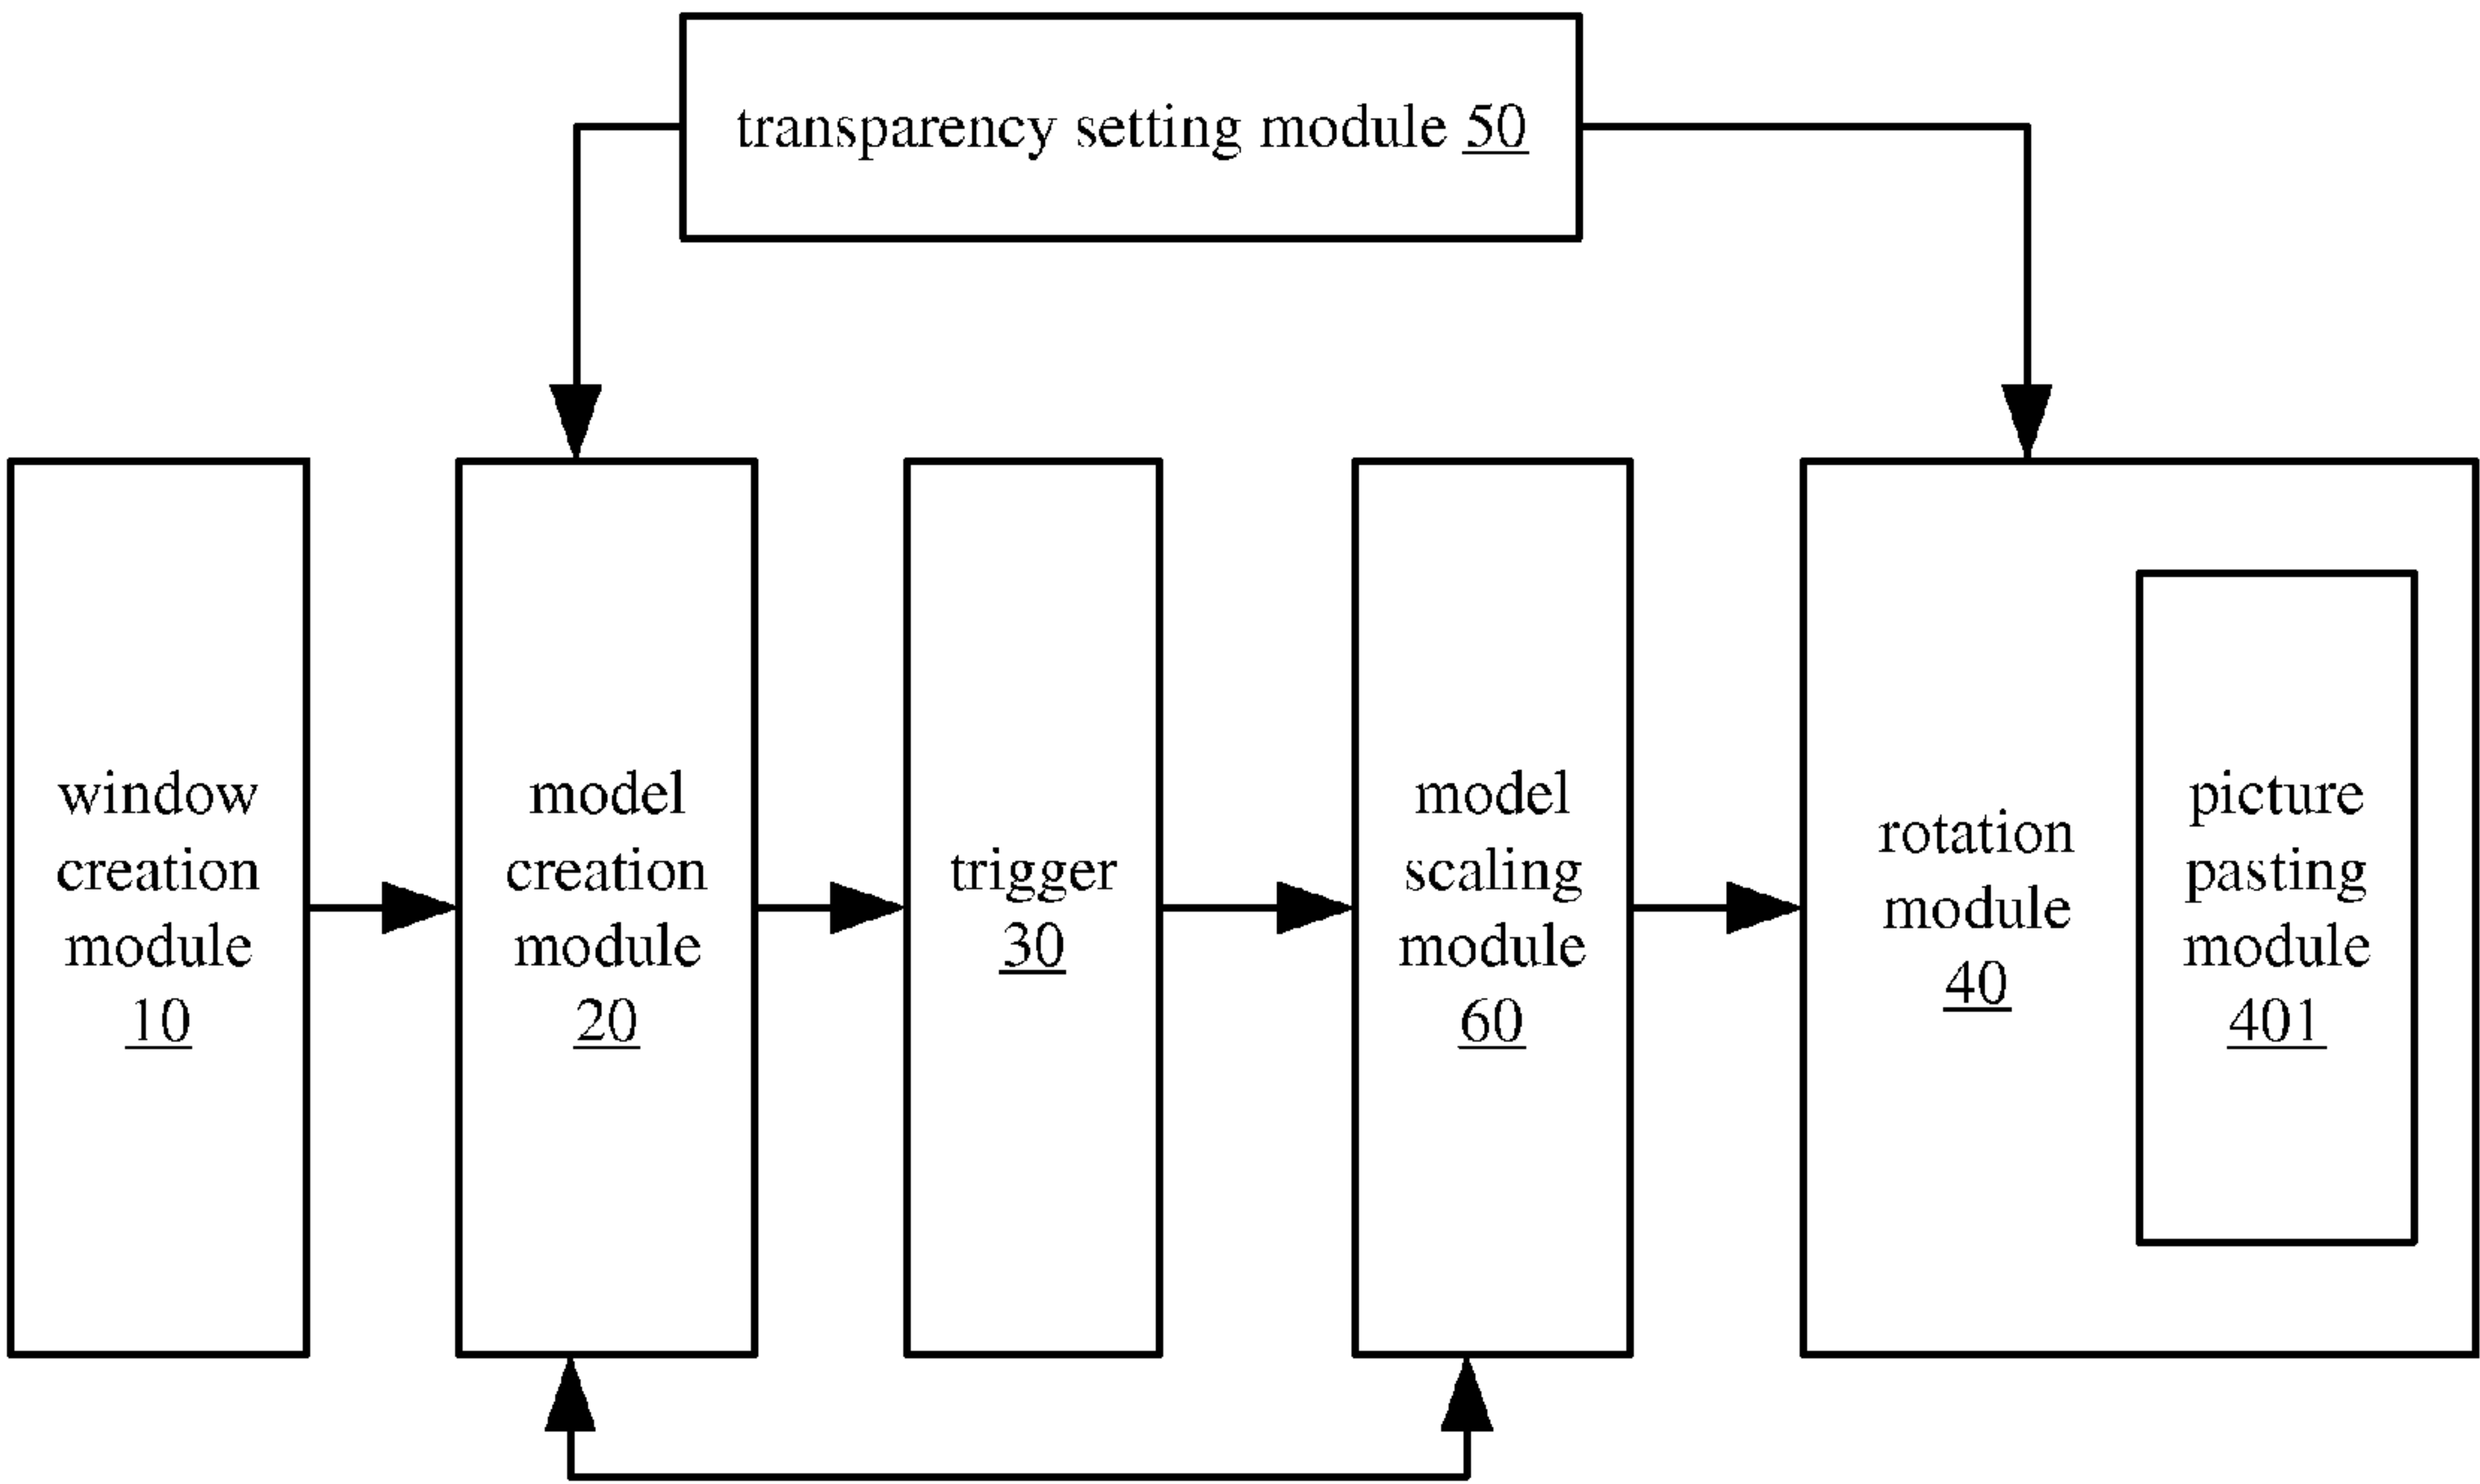 transparency setting module 50
window
creation
module
10
model
creation
module
20
trigger
30
model
scaling
module
60
rotation
module
40
picture
pasting
module
401